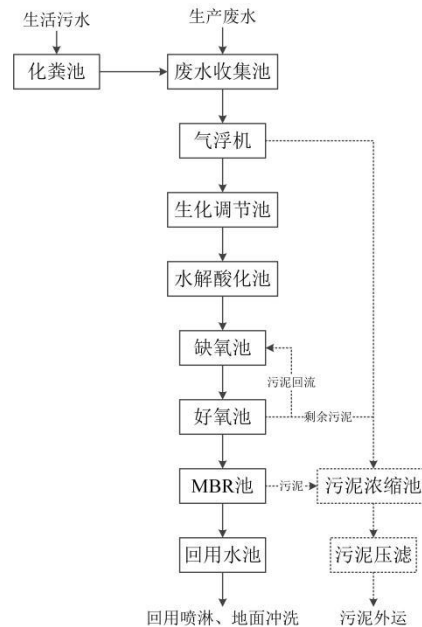 生活污水
生产废水
化粪池
废水收集池
气浮机
生化调节池
水解酸化池
缺氧池
污泥回流
好氧池
剩余污泥
MBR池
污泥
污泥浓缩池
回用水池
污泥压滤
回用喷淋、地面冲洗
污泥外运